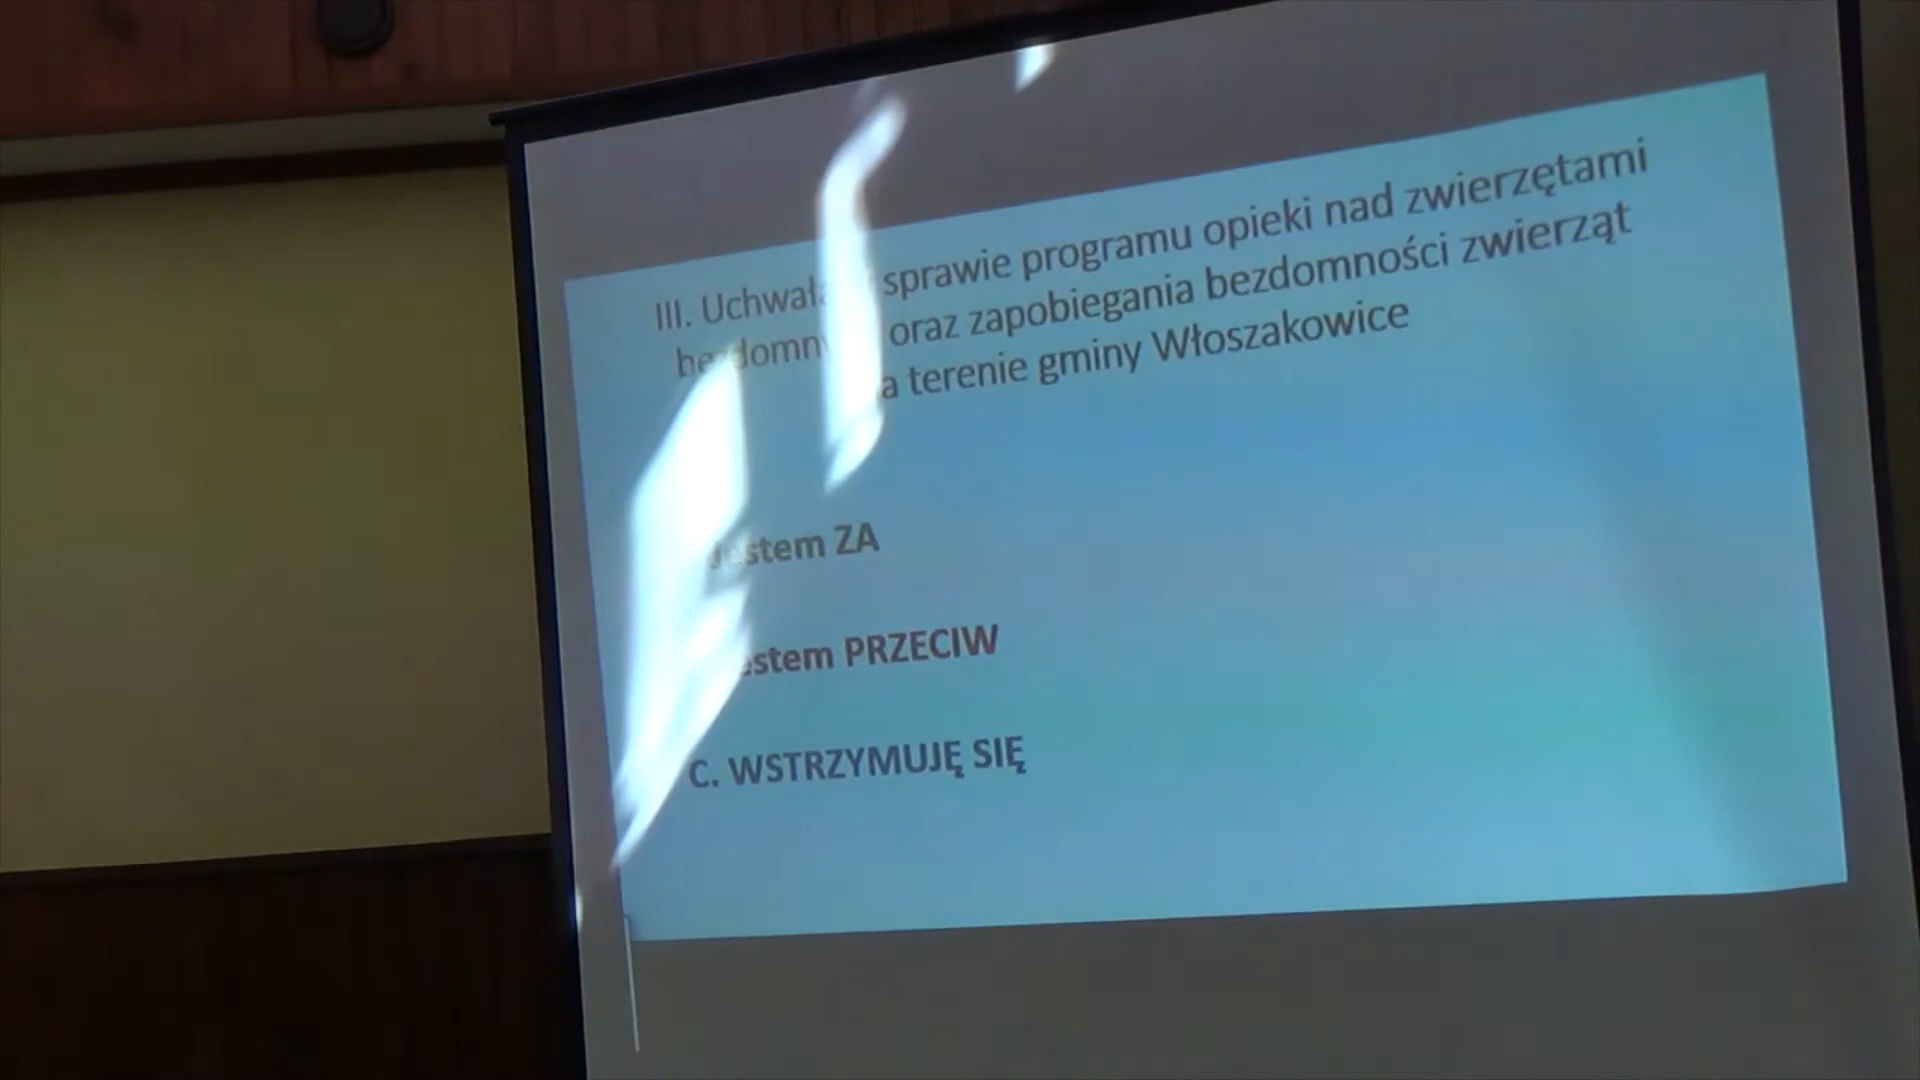 III. Uchwała sprawie programu opieki nad zwierzętami
oraz zapobiegania bezdomności zwierząt
terenie gminy Włoszakowice
Jestem ZA
PRZECIW
C. WSTRZYMUJĘ SIĘ